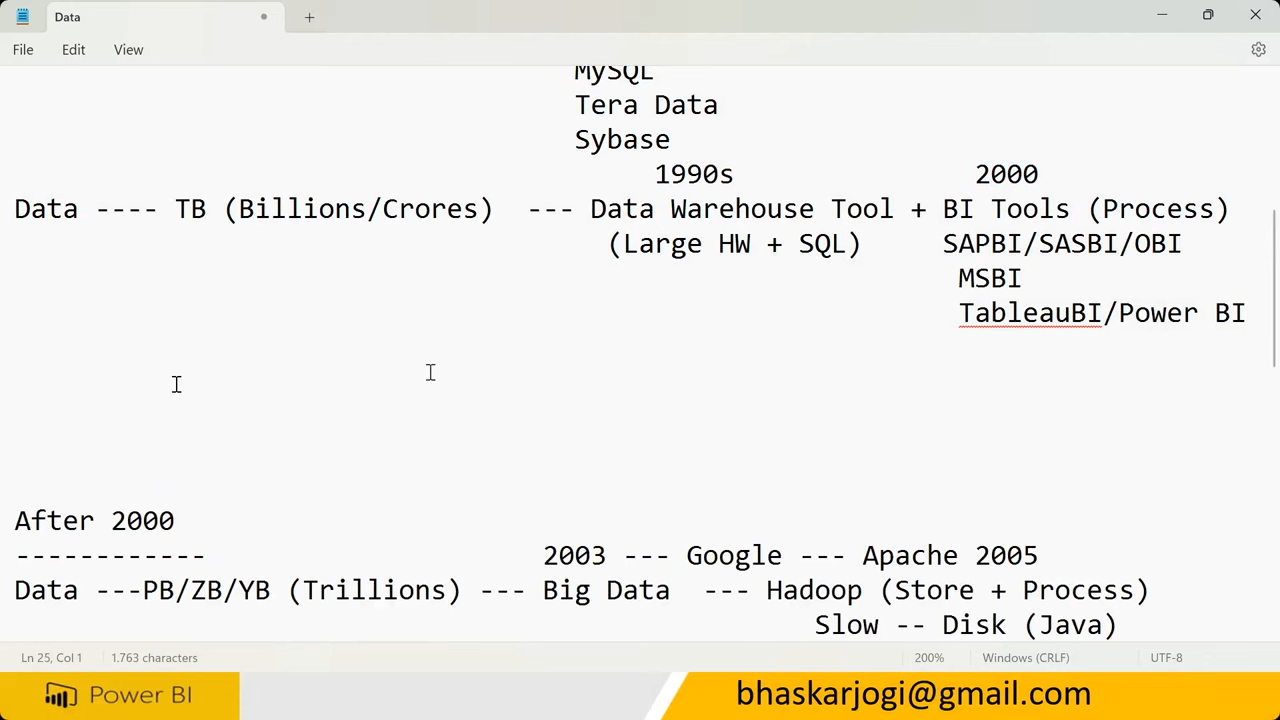 Data
File Edit View
MySQL
Tera Data
Sybase
1990s 2000
Data ---- TB (Billions/Crores) --- Data Warehouse Tool + BI Tools (Process)
(Large HW + SQL) SAPBI/SASBI/OBI
MSBI
TableauBI/Power BI
After 2000
------------ 2003 --- Google --- Apache 2005
Data ---PB/ZB/YB (Trillions) --- Big Data --- Hadoop (Store + Process)
Slow -- Disk (Java)
Ln 25, Col 1 1.763 characters 200% Windows (CRLF) UTF-8
Power BI bhaskarjogi@gmail.com